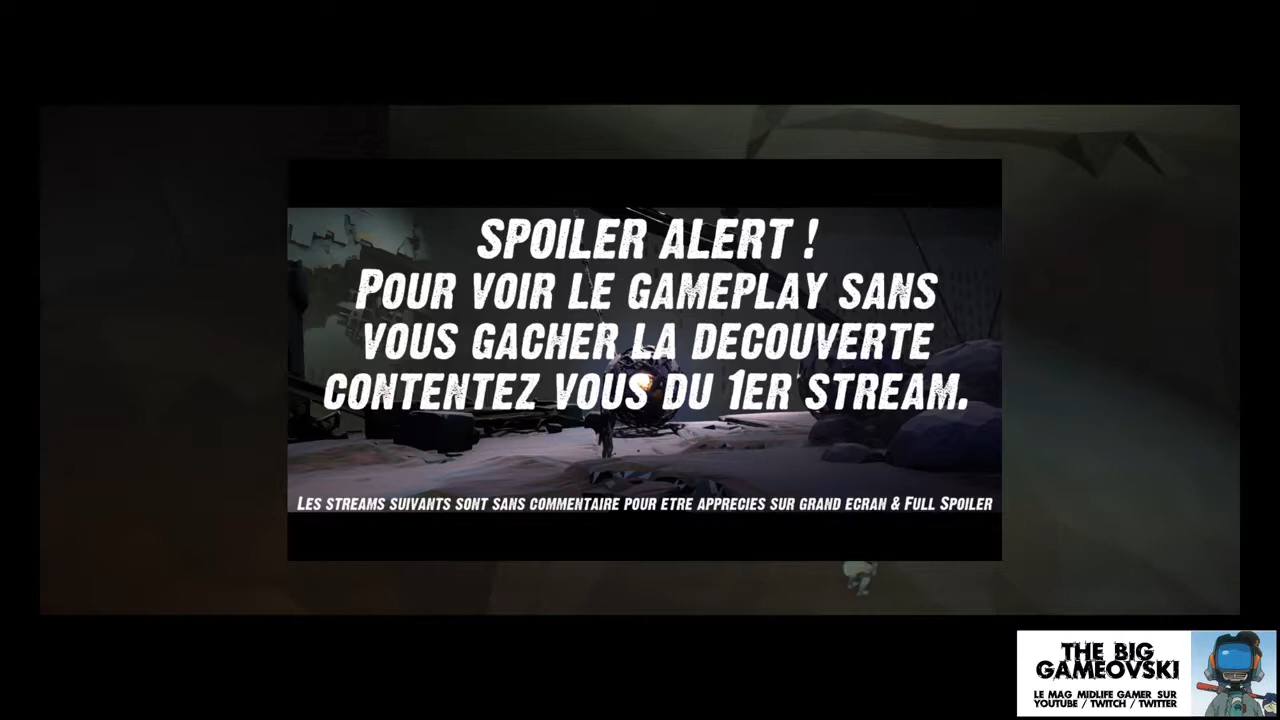 SPOILER ALERT !
POUR VOIR LE GAMEPLAY SANS
VOUS GACHER LA DECOUVERTE
CONTENTEZ VOUS DU 1ER STREAM.
LES STREAMS SUIVANTS SONT SANS COMMENTAIRE POUR ETRE APPRECIES SUR GRAND ECRAN & FULL SPOILER
THE BIG
GAMEOVSKI
LE MAG MIDLIFE GAMER SUR
YOUTUBE / TWITCH / TWITTER